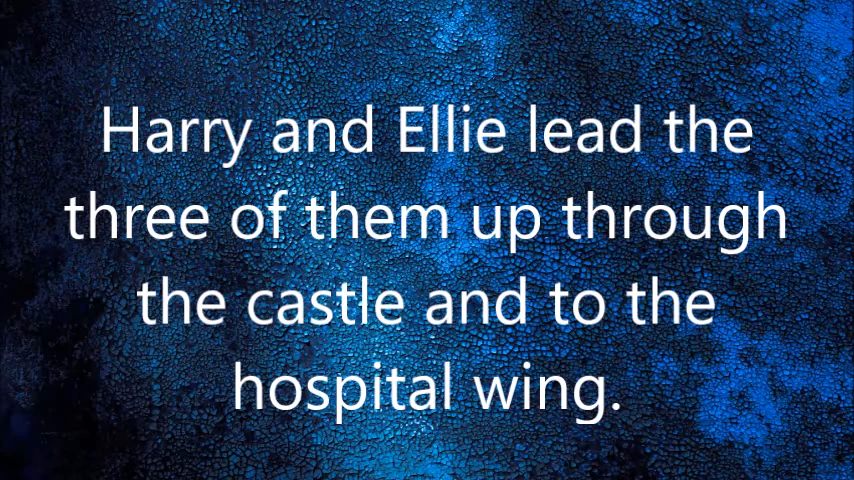 Harry and Ellie lead the
three of them up through
the castle and to the
hospital wing.